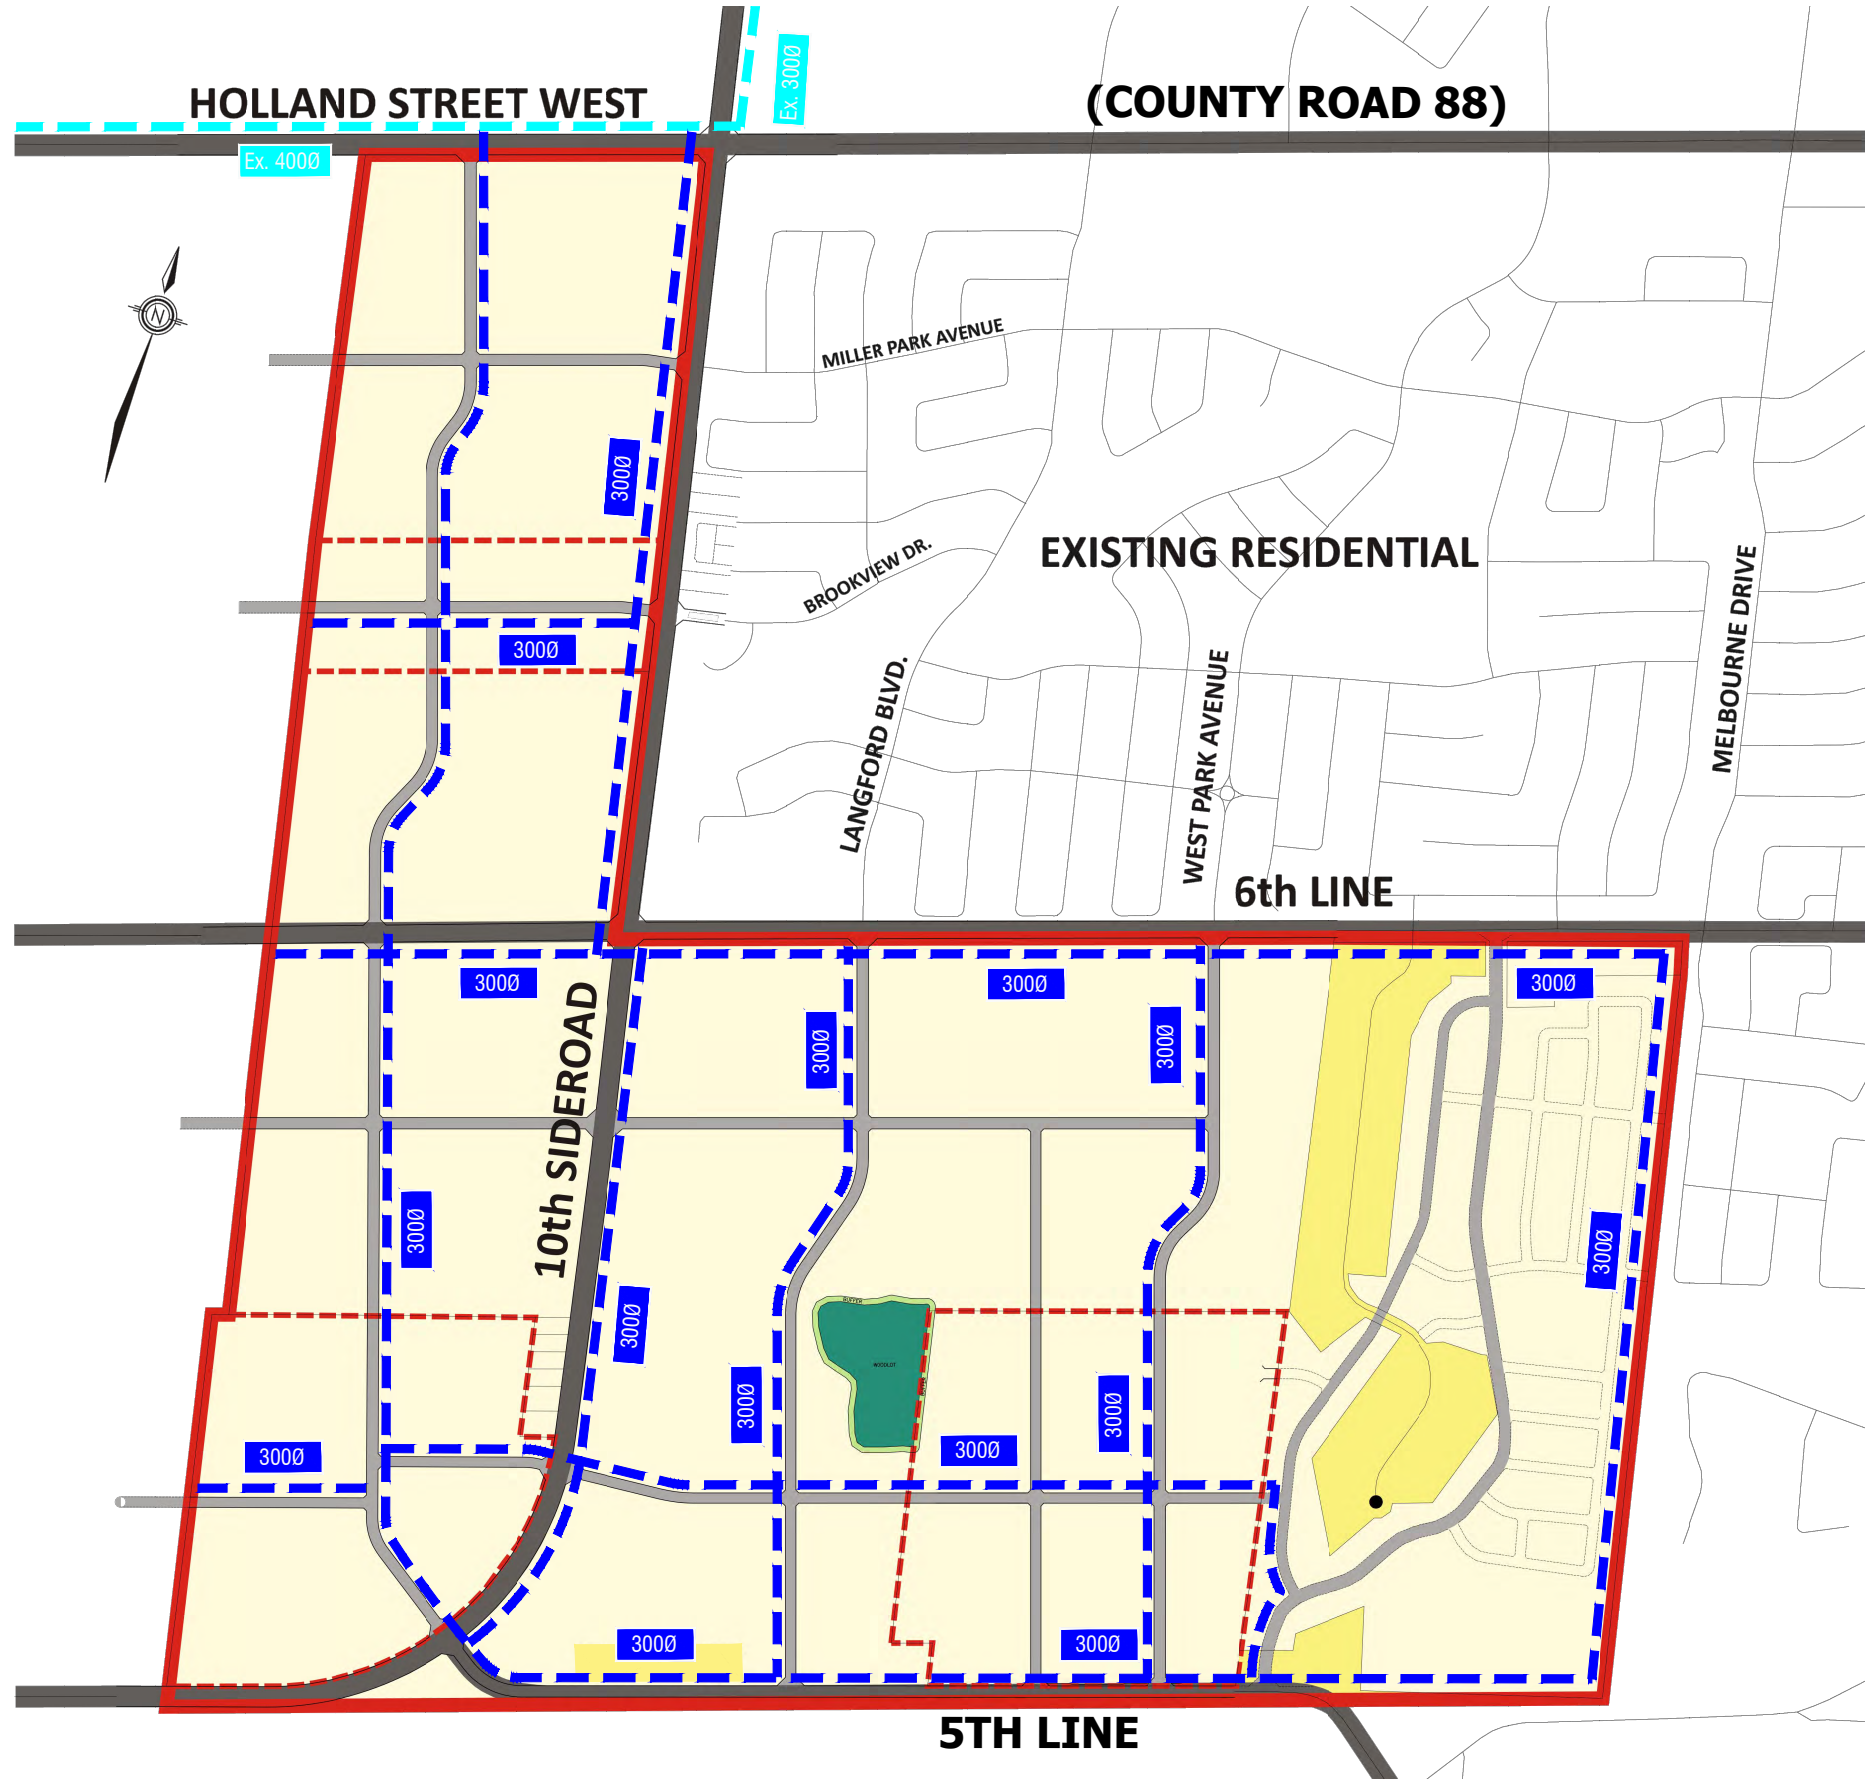 Ex. 300Ø
HOLLAND STREET WEST
(COUNTY ROAD 88)
Ex. 400Ø
N
MILLER PARK AVENUE
300Ø
BROOKVIEW DR.
EXISTING RESIDENTIAL
MELBOURNE DRIVE
300Ø
LANGFORD BLVD.
WEST PARK AVENUE
6th LINE
300Ø
300Ø
300Ø
10th SIDEROAD
300Ø
300Ø
300Ø
300Ø
300Ø
BUFFER
WOODLOT
300Ø
300Ø
300Ø
300Ø
300Ø
300Ø
5TH LINE